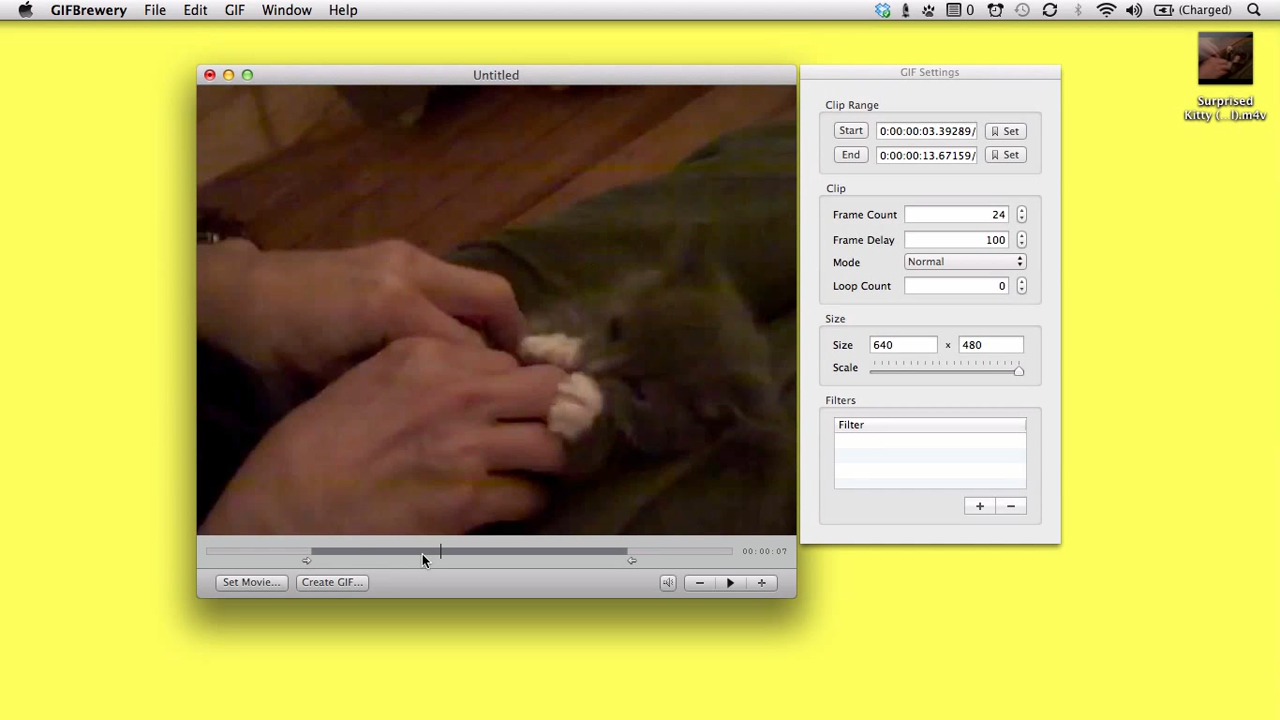 GIFBrewery File Edit GIF Window Help 0 (Charged)
Untitled
GIF Settings
Surprised
Kitty (...l).m4v
Clip Range
Start 0:00:00:03.39289/ Set
End 0:00:00:13.67159/ Set
Clip
Frame Count 24
Frame Delay 100
Mode Normal
Loop Count 0
Size
Size 640 x 480
Scale
Filters
Filter
00:00:07
Set Movie... Create GIF...